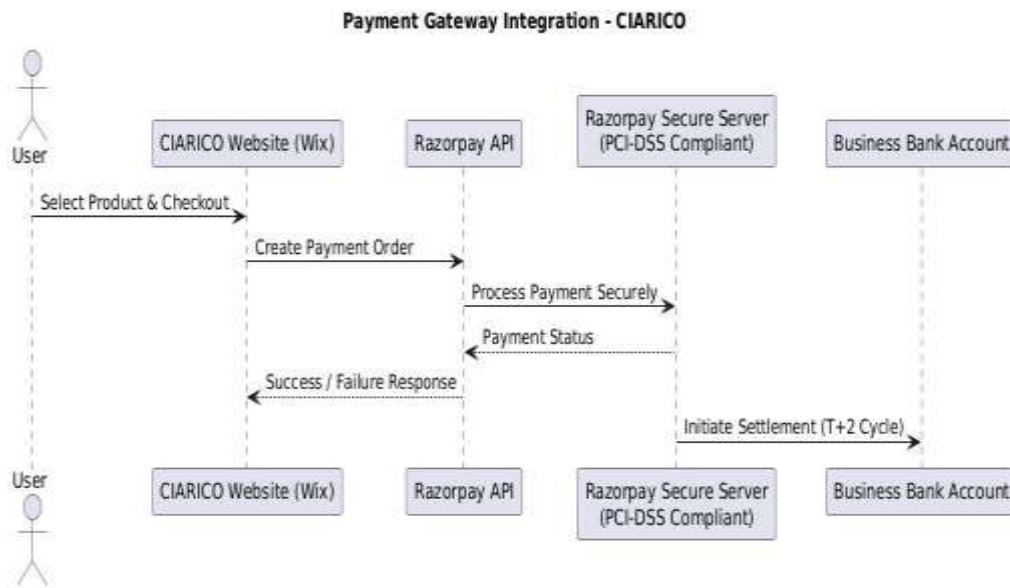 Payment Gateway Integration - CIARICO
User
CIARICO Website (Wix)
Razorpay API
Razorpay Secure Server
(PCI-DSS Compliant)
Business Bank Account
Select Product & Checkout
Create Payment Order
Process Payment Securely
Payment Status
Success / Failure Response
Initiate Settlement (T+2 Cycle)
User
CIARICO Website (Wix)
Razorpay API
Razorpay Secure Server
(PCI-DSS Compliant)
Business Bank Account